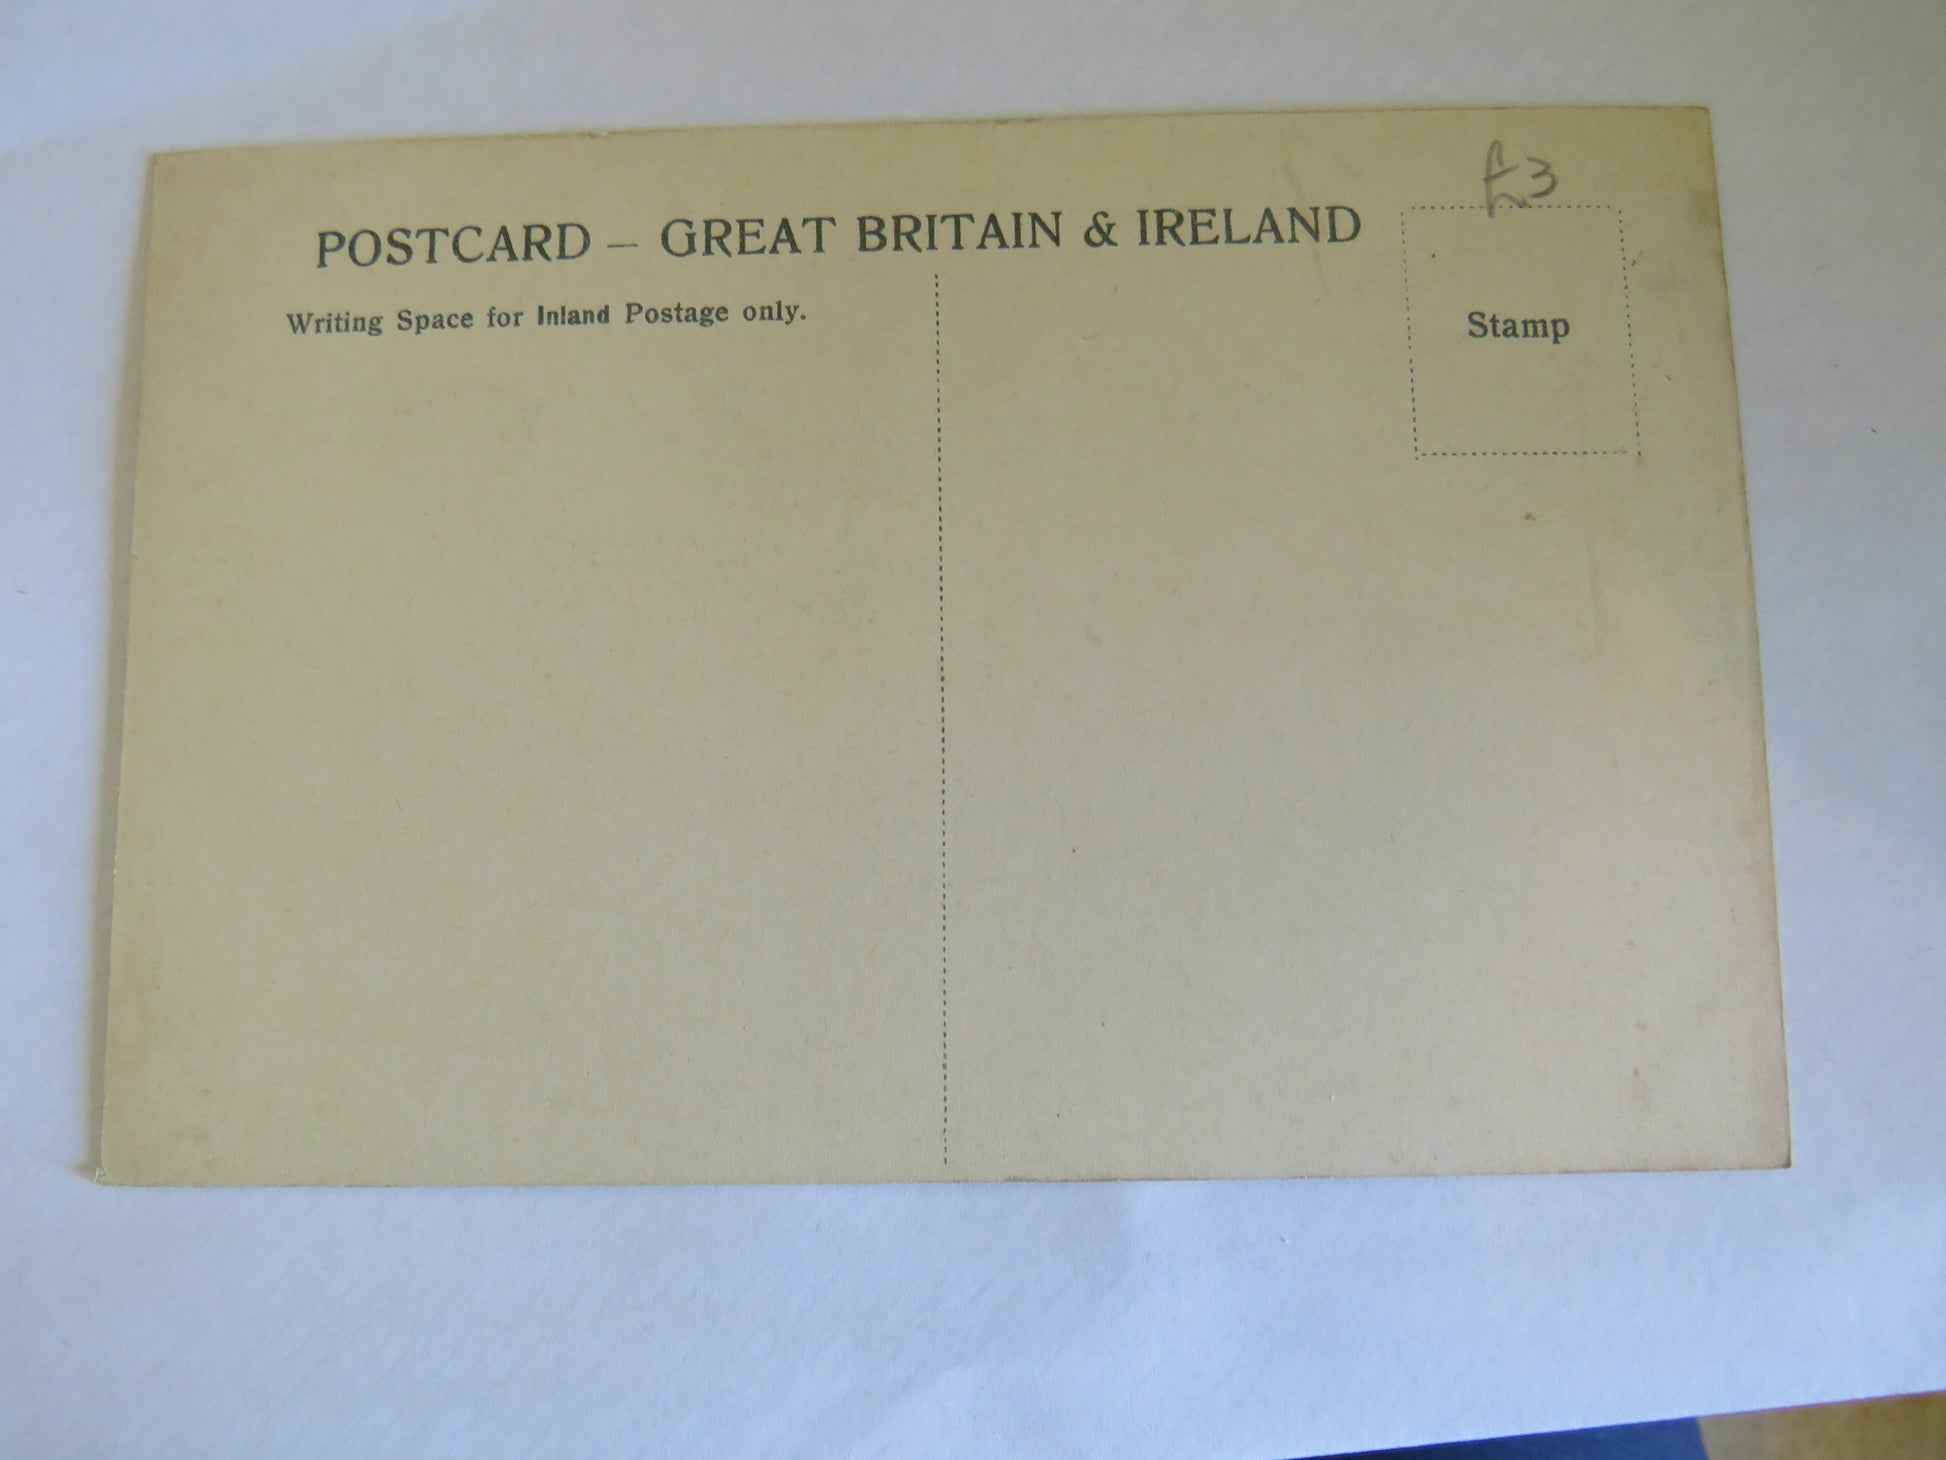 £3
POSTCARD – GREAT BRITAIN & IRELAND
Writing Space for Inland Postage only.
Stamp